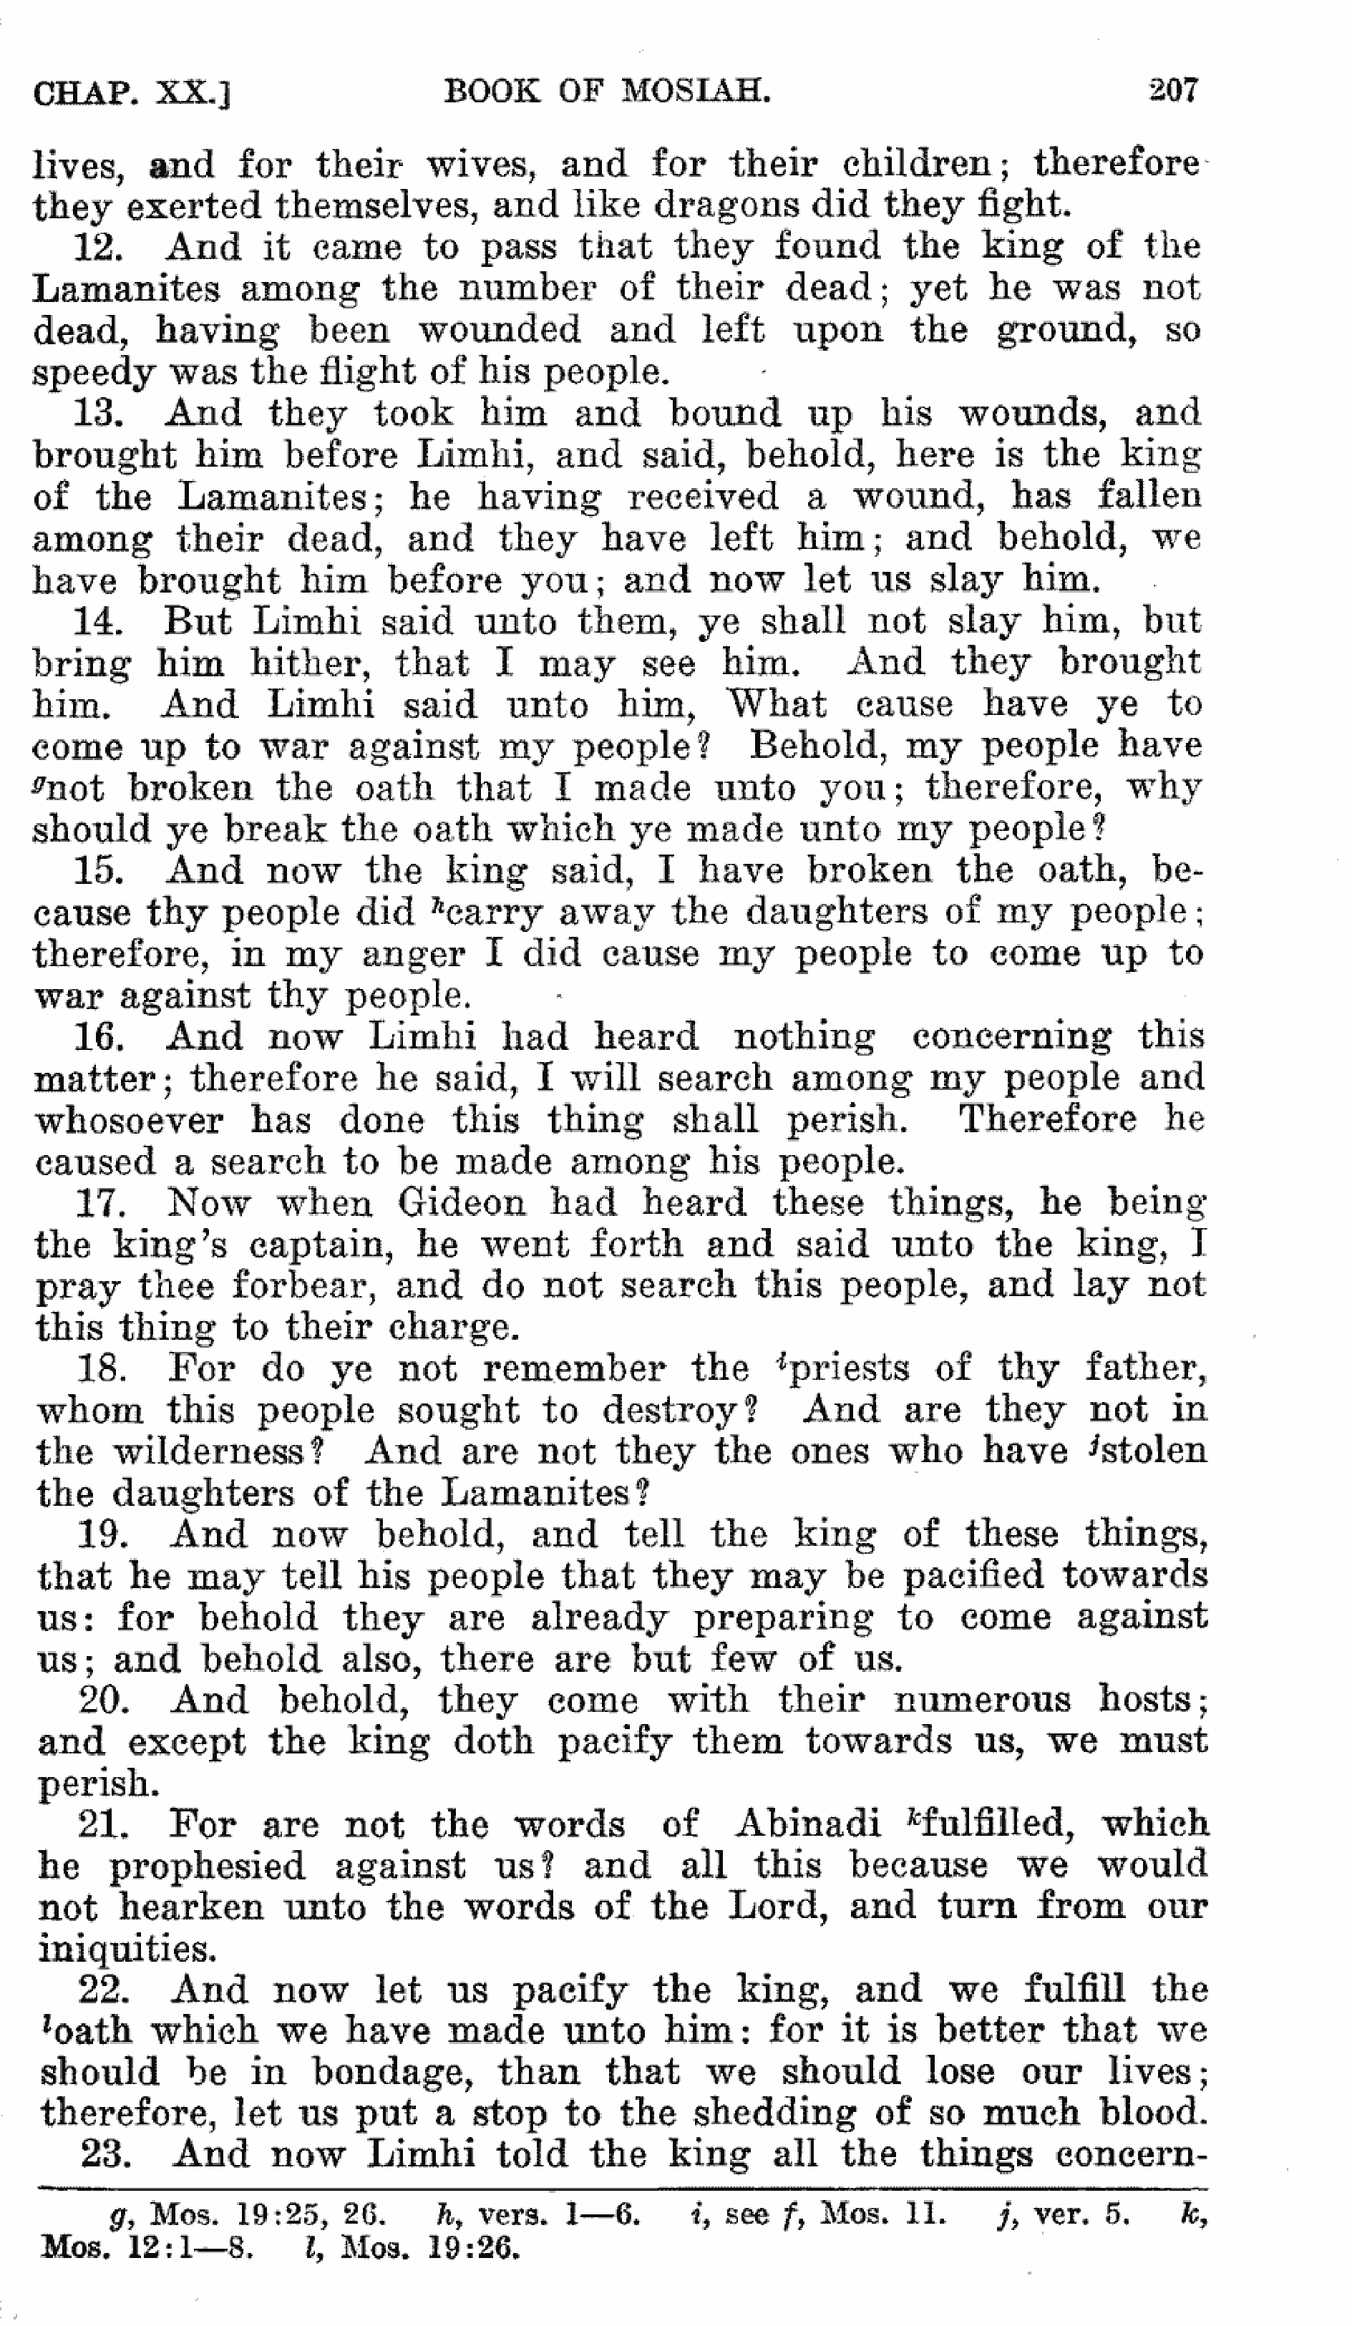 CHAP. XX.] BOOK OF MOSIAH. 207
lives, and for their wives, and for their children; therefore
they exerted themselves, and like dragons did they fight.
12. And it came to pass that they found the king of the
Lamanites among the number of their dead; yet he was not
dead, having been wounded and left upon the ground, so
speedy was the flight of his people.
13. And they took him and bound up his wounds, and
brought him before Limhi, and said, behold, here is the king
of the Lamanites; he having received a wound, has fallen
among their dead, and they have left him; and behold, we
have brought him before you; and now let us slay him.
14. But Limhi said unto them, ye shall not slay him, but
bring him hither, that I may see him. And they brought
him. And Limhi said unto him, What cause have ye to
come up to war against my people? Behold, my people have
gnot broken the oath that I made unto you; therefore, why
should ye break the oath which ye made unto my people?
15. And now the king said, I have broken the oath, be-
cause thy people did hcarry away the daughters of my people;
therefore, in my anger I did cause my people to come up to
war against thy people.
16. And now Limhi had heard nothing concerning this
matter; therefore he said, I will search among my people and
whosoever has done this thing shall perish. Therefore he
caused a search to be made among his people.
17. Now when Gideon had heard these things, he being
the king's captain, he went forth and said unto the king, I
pray thee forbear, and do not search this people, and lay not
this thing to their charge.
18. For do ye not remember the ipriests of thy father,
whom this people sought to destroy? And are they not in
the wilderness? And are not they the ones who have jstolen
the daughters of the Lamanites?
19. And now behold, and tell the king of these things,
that he may tell his people that they may be pacified towards
us: for behold they are already preparing to come against
us; and behold also, there are but few of us.
20. And behold, they come with their numerous hosts;
and except the king doth pacify them towards us, we must
perish.
21. For are not the words of Abinadi kfulfilled, which
he prophesied against us? and all this because we would
not hearken unto the words of the Lord, and turn from our
iniquities.
22. And now let us pacify the king, and we fulfill the
loath which we have made unto him: for it is better that we
should be in bondage, than that we should lose our lives;
therefore, let us put a stop to the shedding of so much blood.
23. And now Limhi told the king all the things concern-
g, Mos. 19:25, 26. h, vers. 1—6. i, see f, Mos. 11. j, ver. 5. k,
Mos. 12:1—8. l, Mos. 19:26.